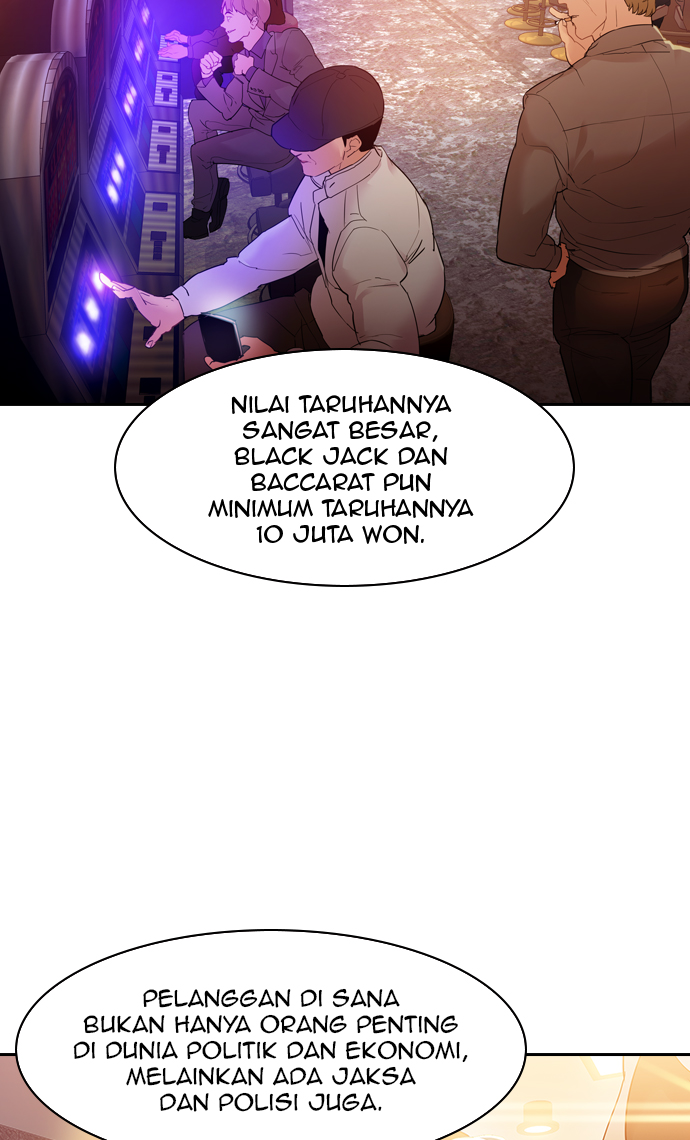 NILAI TARUHANNYA
SANGAT BESAR,
BLACK JACK DAN
BACCARAT PUN
MINIMUM TARUHANNYA
10 JUTA WON.
PELANGGAN DI SANA
BUKAN HANYA ORANG PENTING
DI DUNIA POLITIK DAN EKONOMI,
MELAINKAN ADA JAKSA
DAN POLISI JUGA.